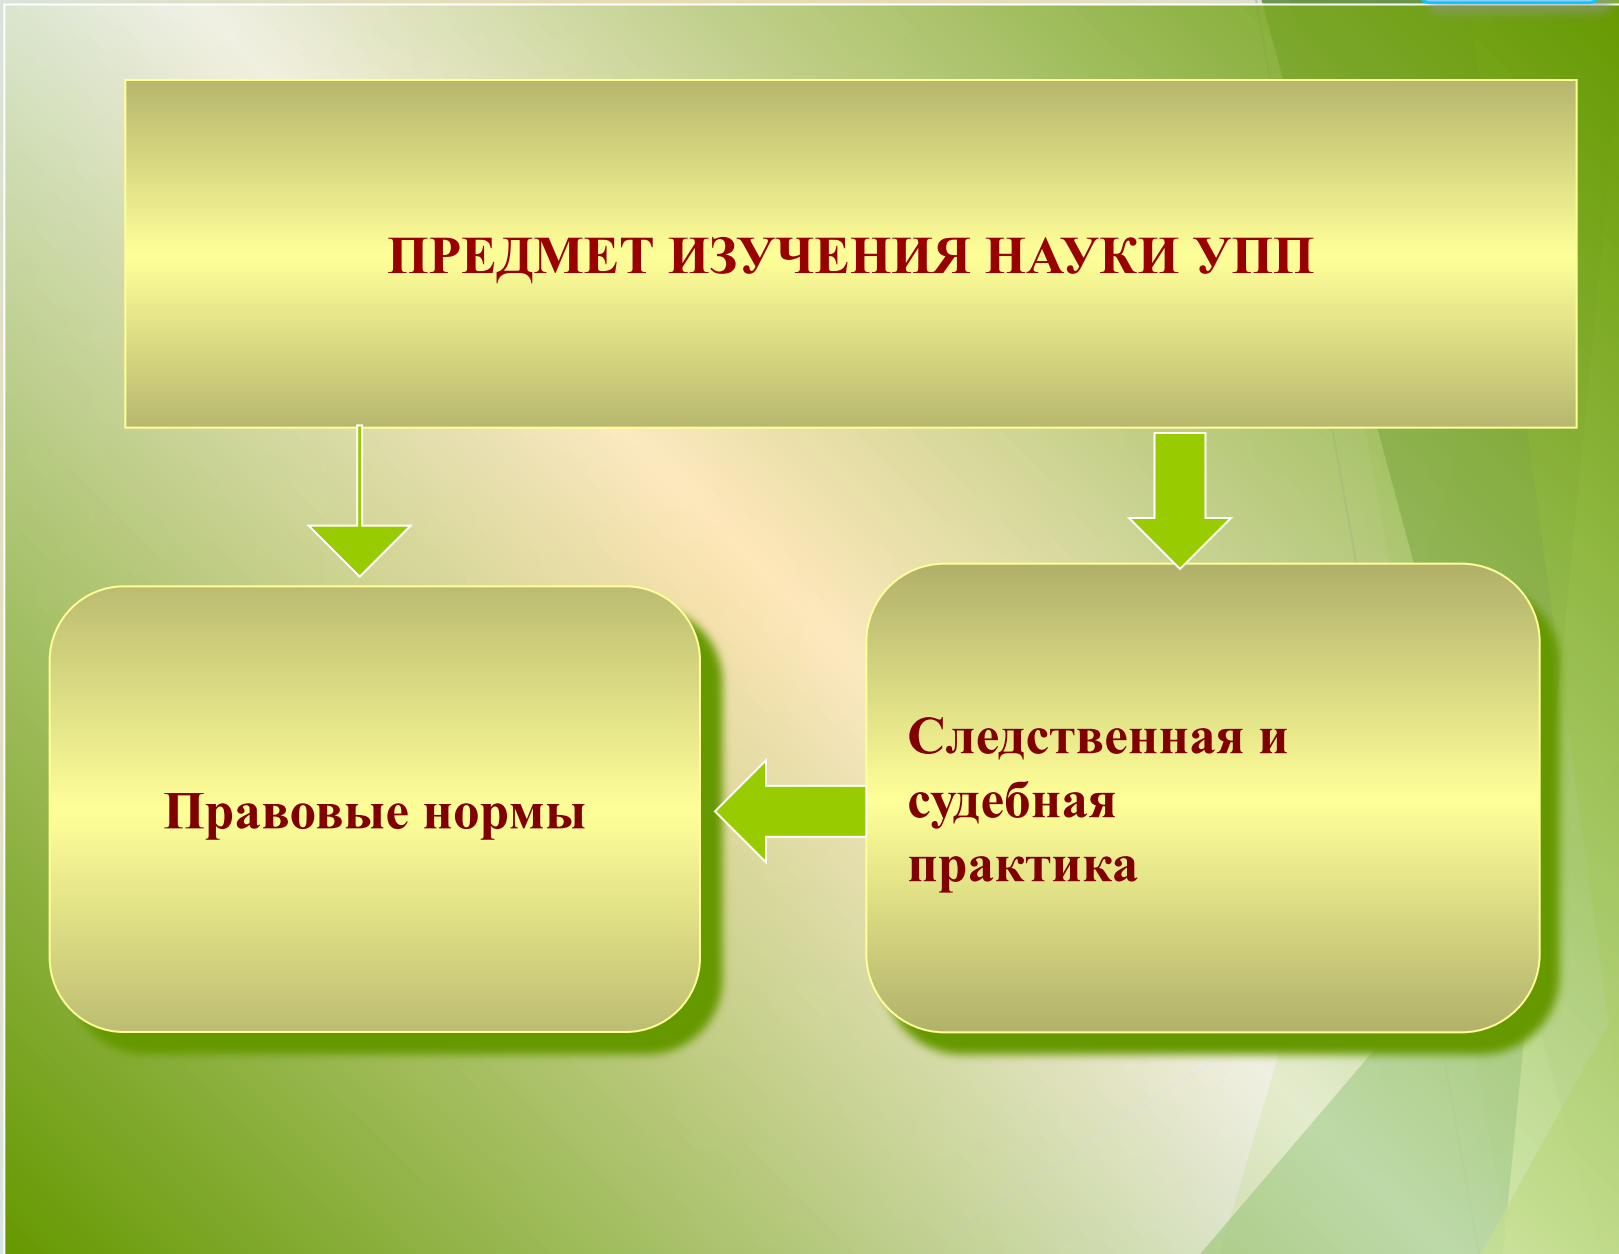 ПРЕДМЕТ ИЗУЧЕНИЯ НАУКИ УПП
Правовые нормы
Следственная и
судебная
практика